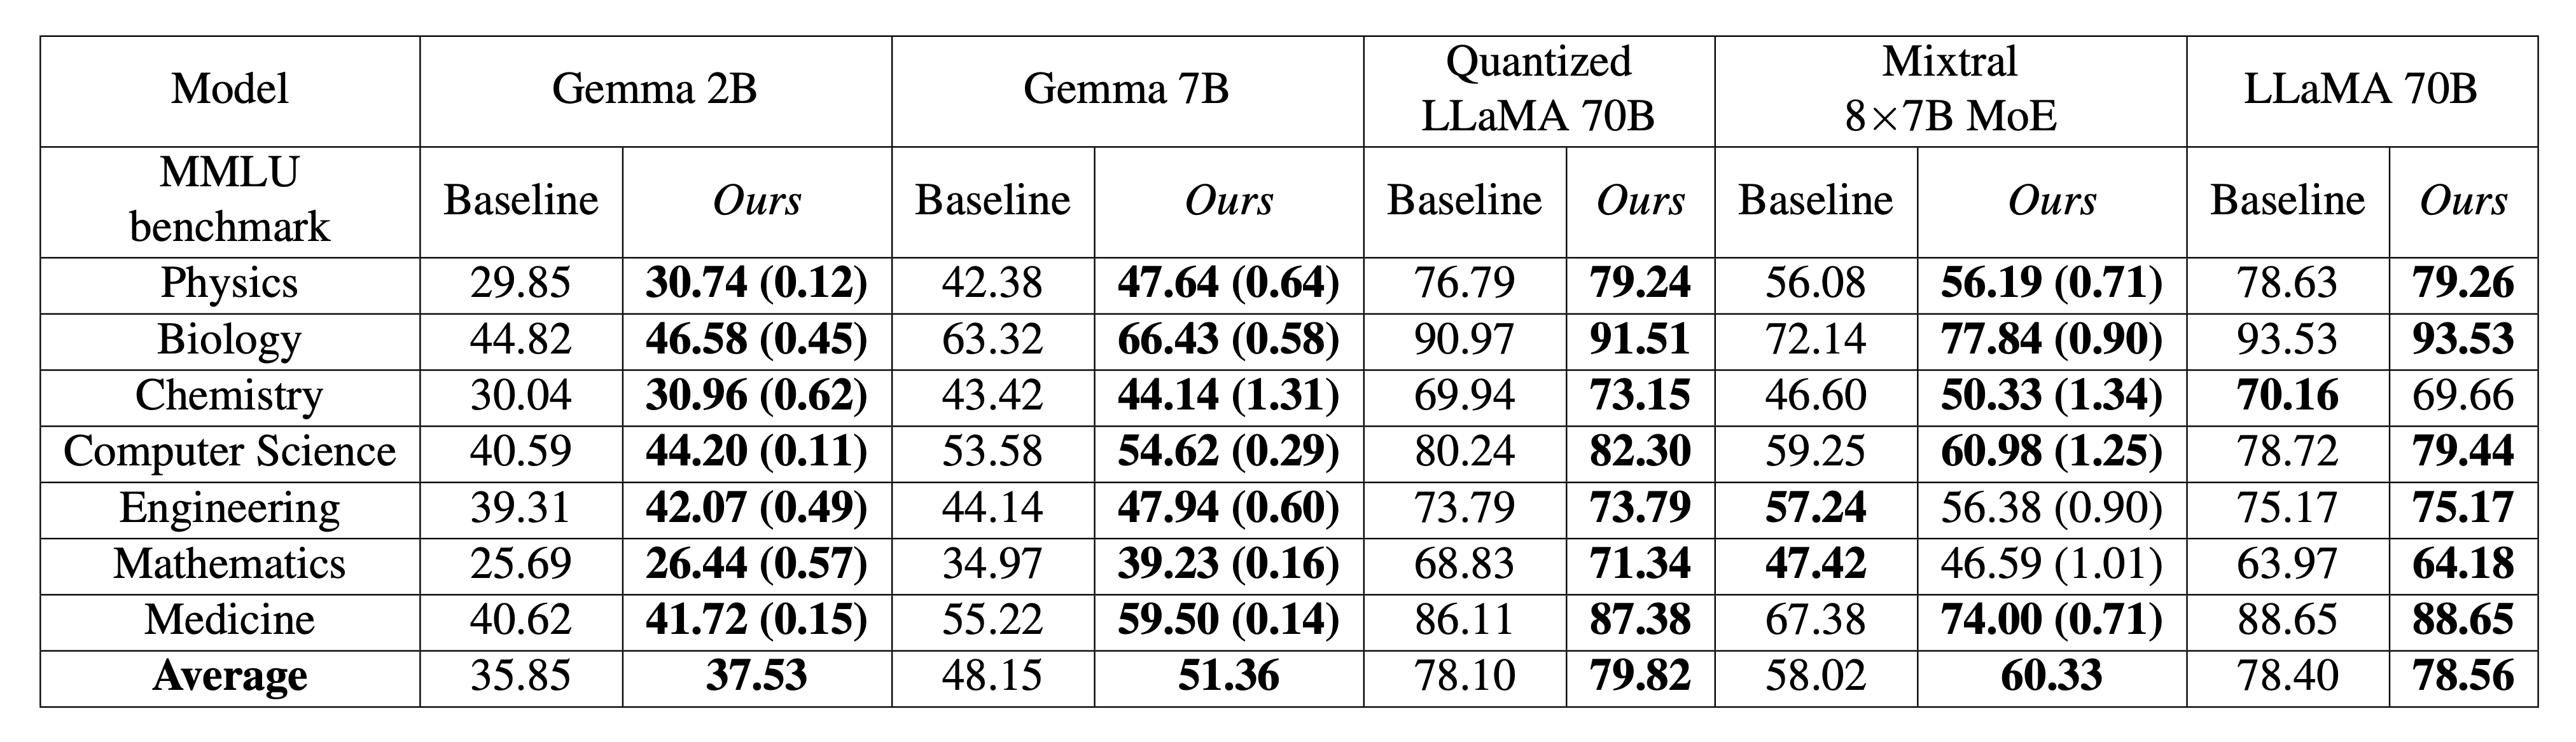 Model Gemma 2B Gemma 7B Quantized LLaMA 70B Mixtral 8×7B MoE LLaMA 70B
MMLU benchmark Baseline Ours Baseline Ours Baseline Ours Baseline Ours Baseline Ours
Physics 29.85 30.74 (0.12) 42.38 47.64 (0.64) 76.79 79.24 56.08 56.19 (0.71) 78.63 79.26
Biology 44.82 46.58 (0.45) 63.32 66.43 (0.58) 90.97 91.51 72.14 77.84 (0.90) 93.53 93.53
Chemistry 30.04 30.96 (0.62) 43.42 44.14 (1.31) 69.94 73.15 46.60 50.33 (1.34) 70.16 69.66
Computer Science 40.59 44.20 (0.11) 53.58 54.62 (0.29) 80.24 82.30 59.25 60.98 (1.25) 78.72 79.44
Engineering 39.31 42.07 (0.49) 44.14 47.94 (0.60) 73.79 73.79 57.24 56.38 (0.90) 75.17 75.17
Mathematics 25.69 26.44 (0.57) 34.97 39.23 (0.16) 68.83 71.34 47.42 46.59 (1.01) 63.97 64.18
Medicine 40.62 41.72 (0.15) 55.22 59.50 (0.14) 86.11 87.38 67.38 74.00 (0.71) 88.65 88.65
Average 35.85 37.53 48.15 51.36 78.10 79.82 58.02 60.33 78.40 78.56